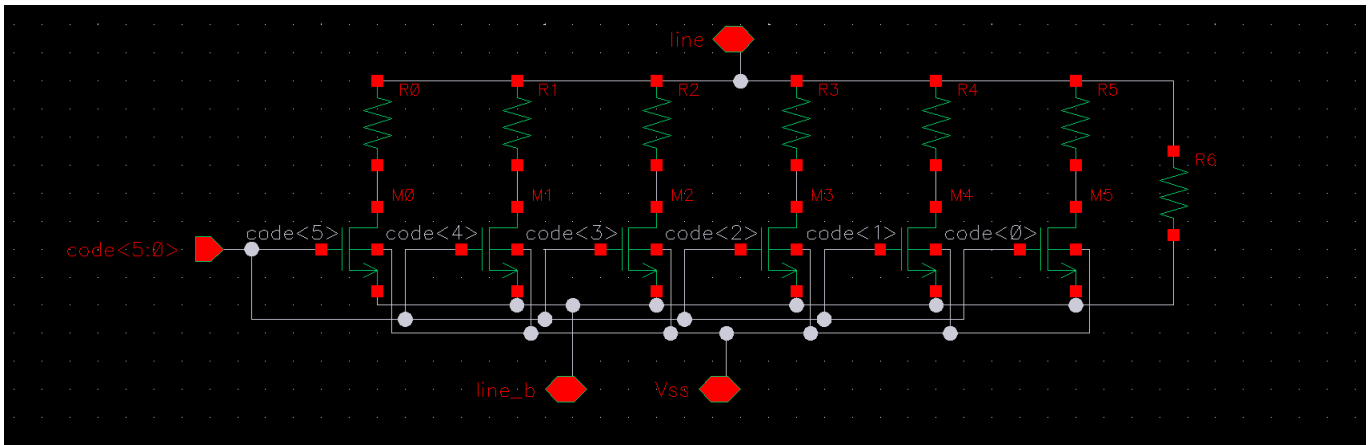 line
R0 R1 R2 R3 R4 R5
R6
M0 M1 M2 M3 M4 M5
code<5:0> code<5> code<4> code<3> code<2> code<1> code<0>
line_b Vss